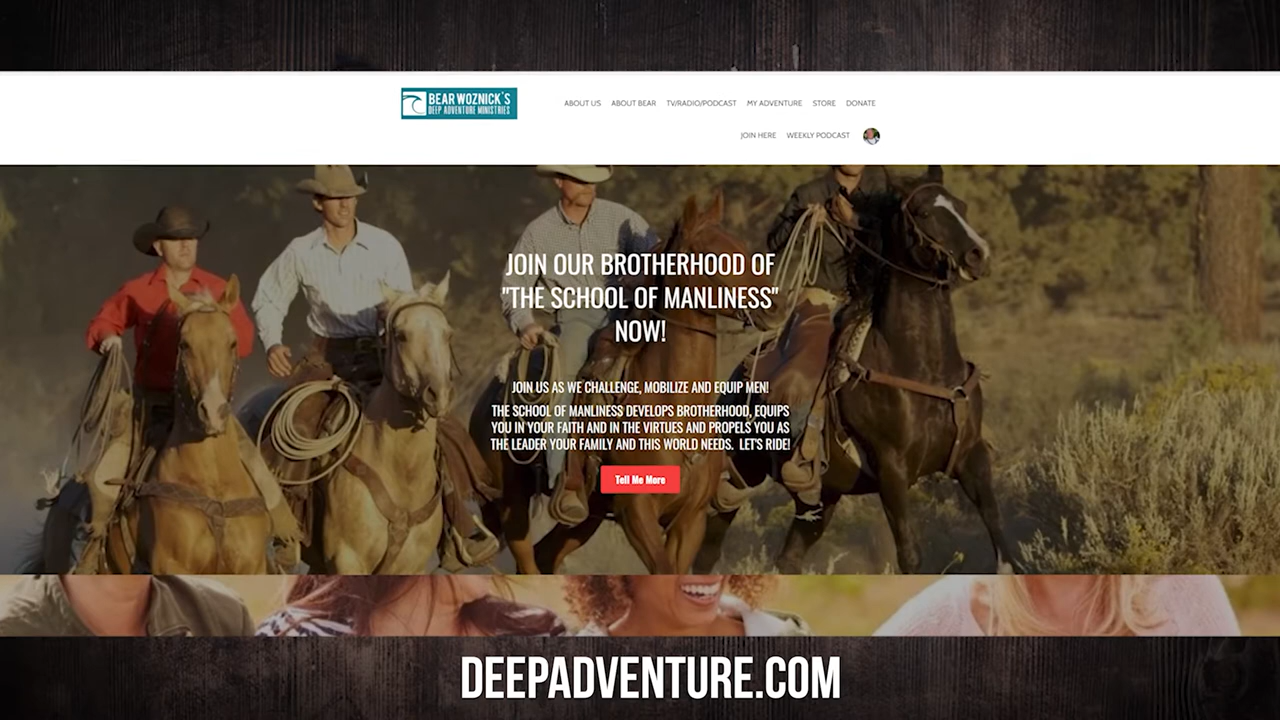 BEAR WOZNICK'S
DEEP ADVENTURE MINISTRIES
ABOUT US ABOUT BEAR TV/RADIO/PODCAST MY ADVENTURE STORE DONATE
JOIN HERE WEEKLY PODCAST
JOIN OUR BROTHERHOOD OF
"THE SCHOOL OF MANLINESS"
NOW!
JOIN US AS WE CHALLENGE, MOBILIZE AND EQUIP MEN!
THE SCHOOL OF MANLINESS DEVELOPS BROTHERHOOD, EQUIPS
YOU IN YOUR FAITH AND IN THE VIRTUES AND PROPELS YOU AS
THE LEADER YOUR FAMILY AND THIS WORLD NEEDS. LET'S RIDE!
Tell Me More
DEEPADVENTURE.COM